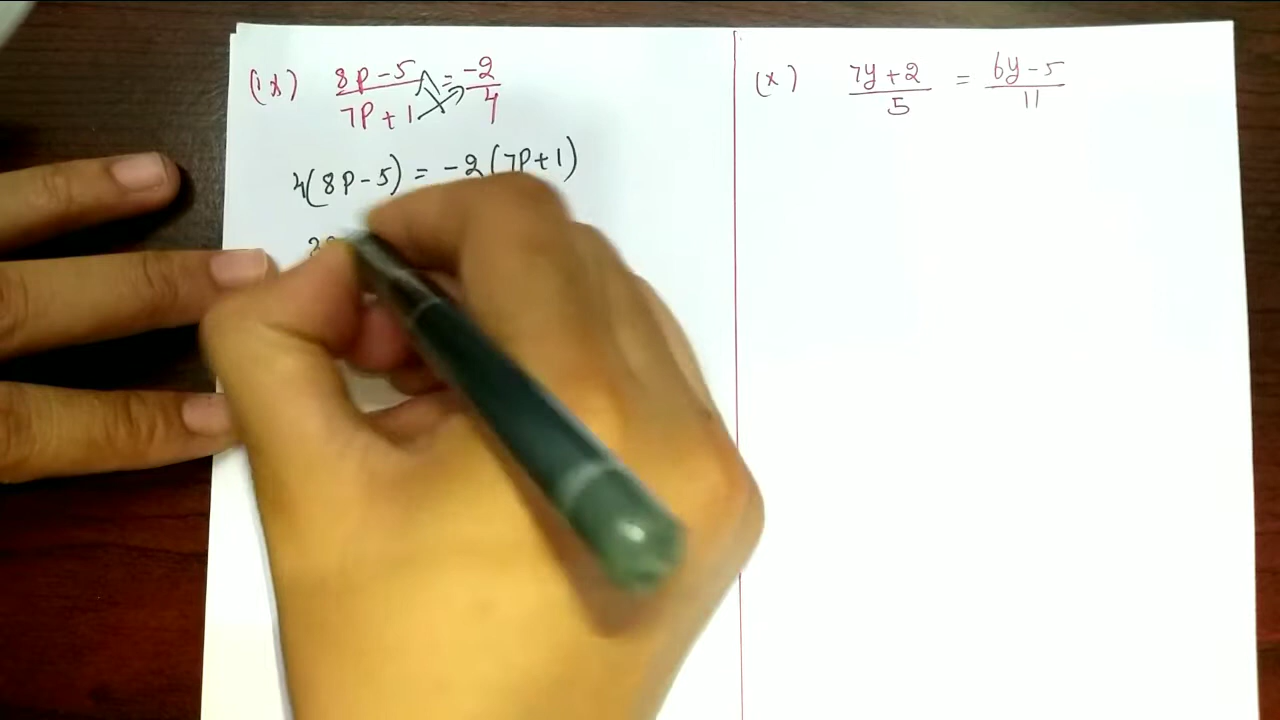 (ix) 8P-5/7P+1 = -2/4
4(8P-5) = -2(7P+1)
(x) 7y+2/5 = 6y-5/11